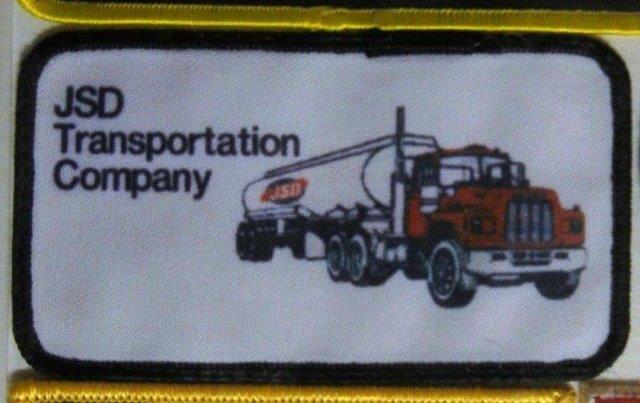 JSD
Transportation
Company
JSD